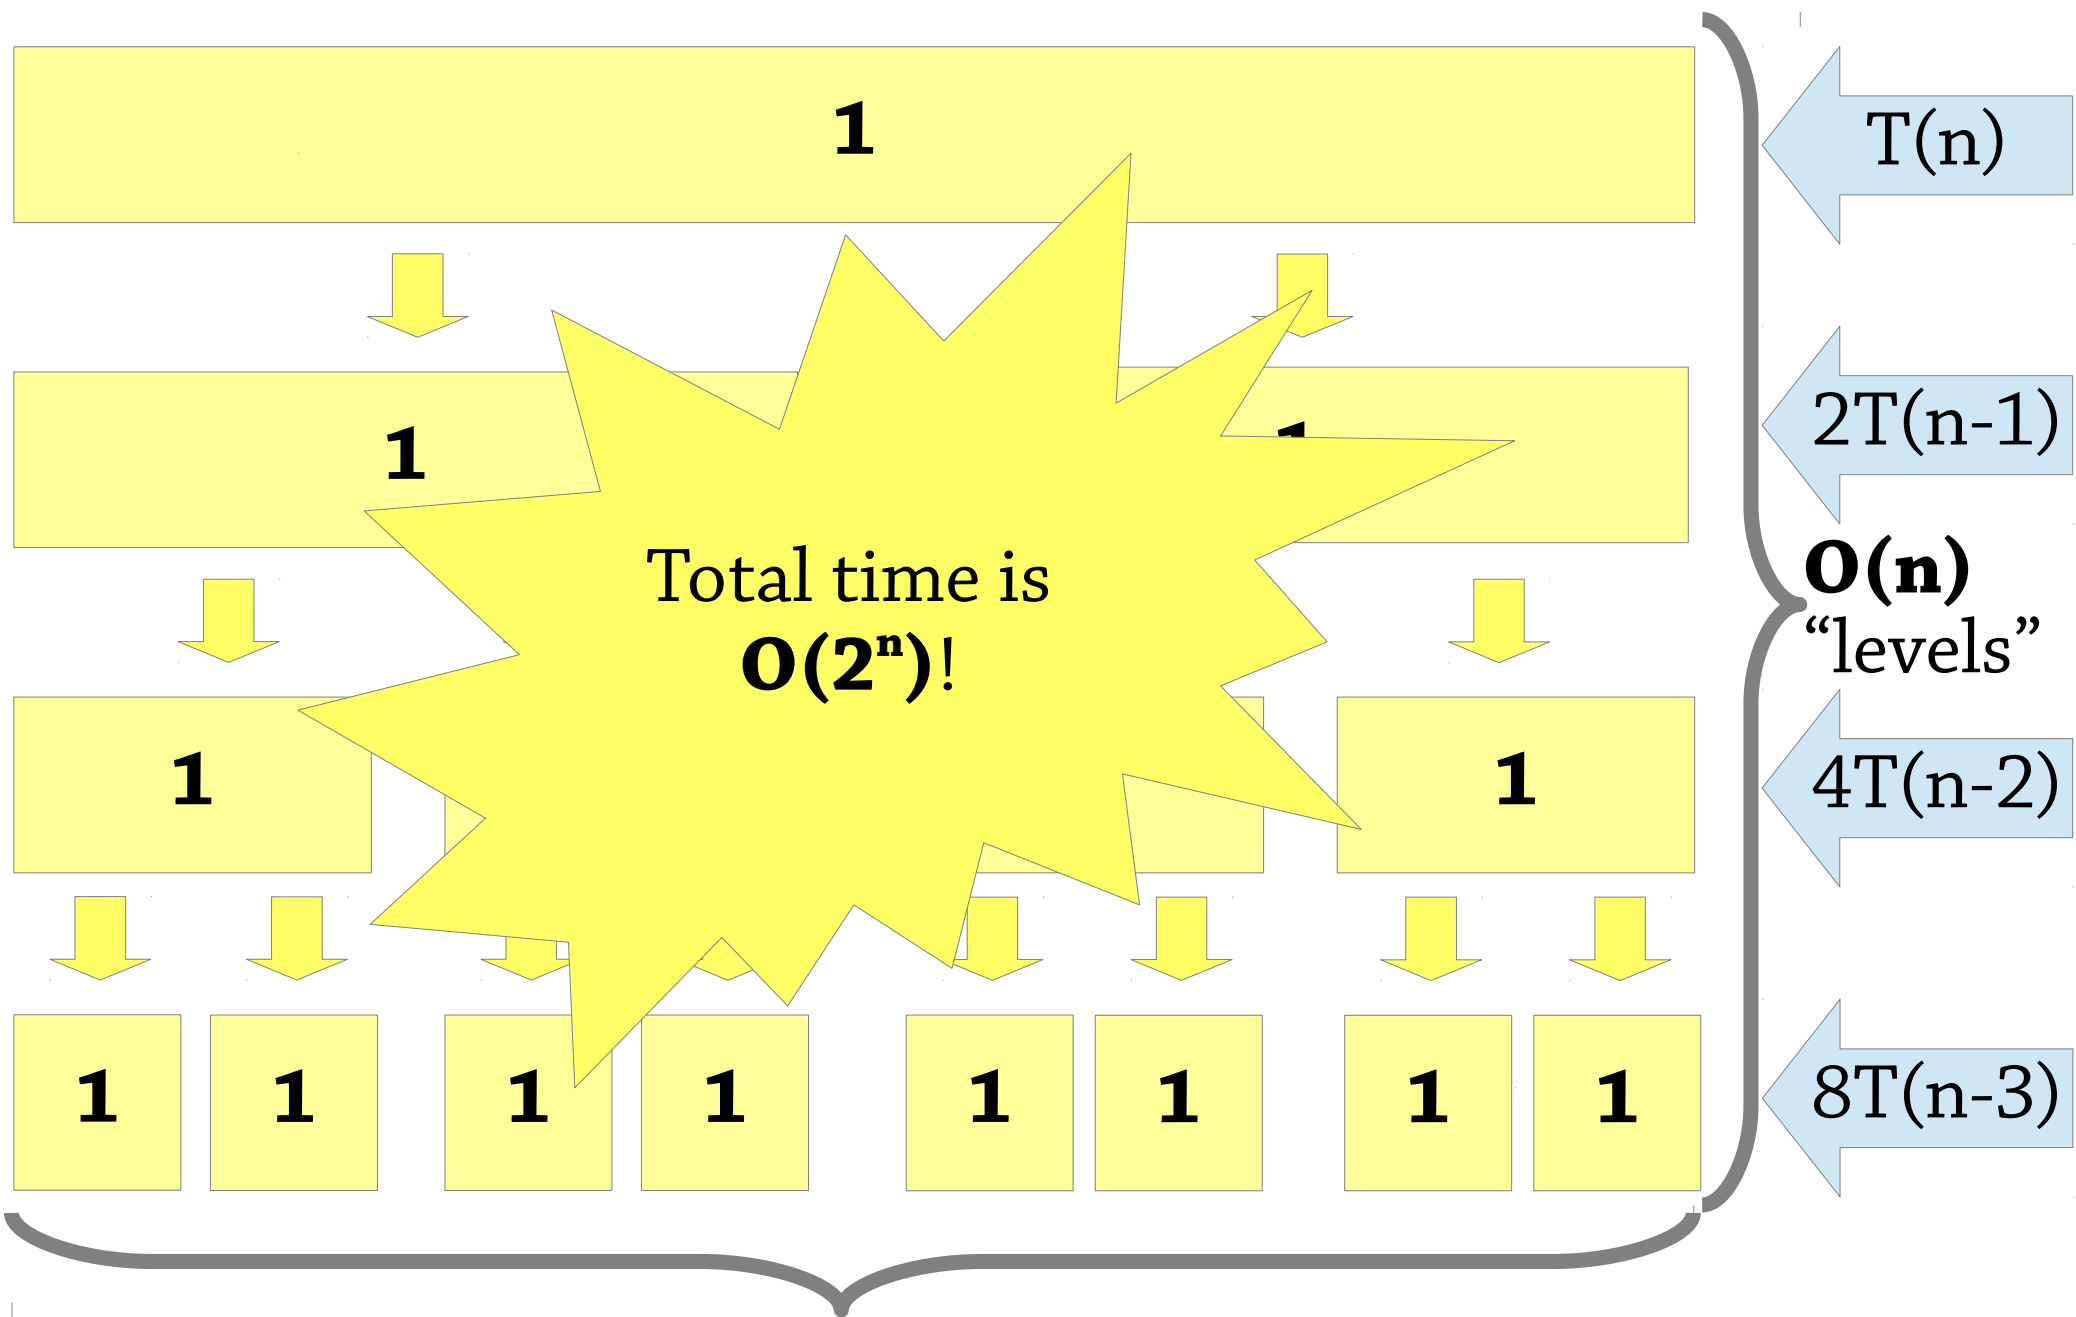 1
T(n)
1
1
2T(n-1)
Total time is
O(2ⁿ)!
O(n)
“levels”
1
1
4T(n-2)
1
1
1
1
1
1
1
1
8T(n-3)